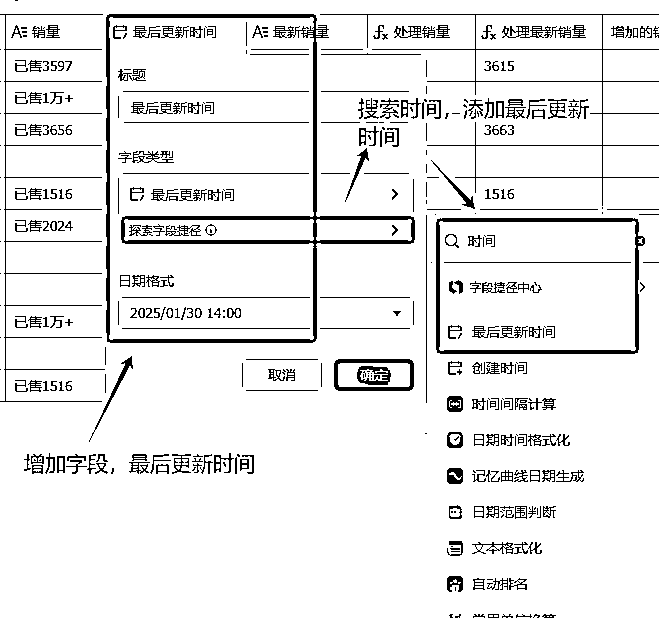 销量
最后更新时间
最新销量
处理销量
处理最新销量
增加的销
已售3597
标题
3615
已售1万+
最后更新时间
搜索时间，添加最后更新
时间
已售3656
3663
字段类型
已售1516
最后更新时间
1516
已售2024
探索字段捷径
时间
日期格式
字段捷径中心
已售1万+
2025/01/30 14:00
最后更新时间
已售1516
取消
确定
创建时间
时间间隔计算
日期时间格式化
增加字段，最后更新时间
记忆曲线日期生成
日期范围判断
文本格式化
自动排名